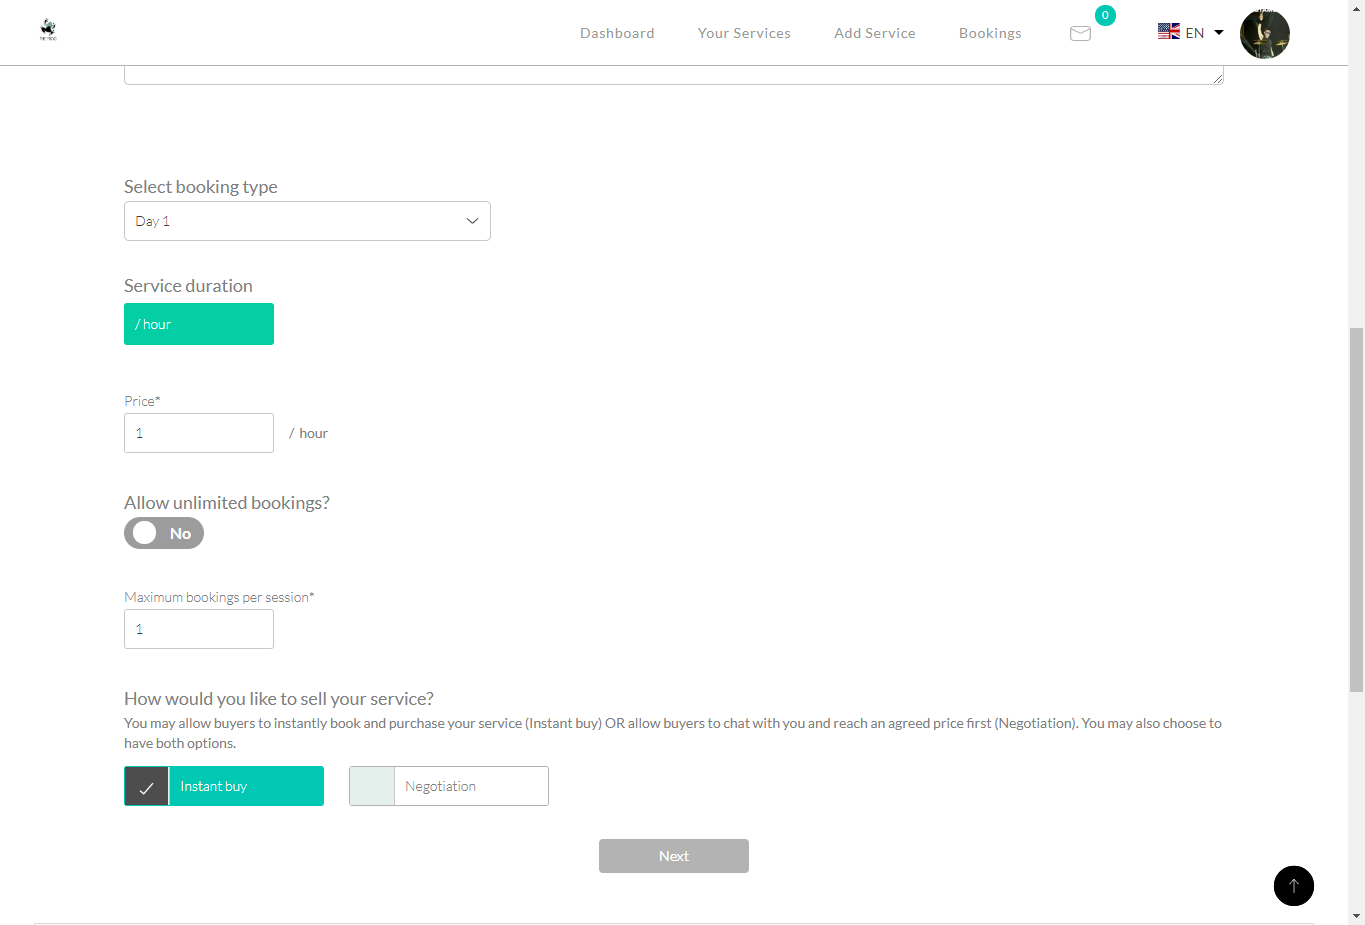 Dashboard
Your Services
Add Service
Bookings
0
EN
Select booking type
Day 1
Service duration
/ hour
Price*
1
/ hour
Allow unlimited bookings?
No
Maximum bookings per session*
1
How would you like to sell your service?
You may allow buyers to instantly book and purchase your service (Instant buy) OR allow buyers to chat with you and reach an agreed price first (Negotiation). You may also choose to
have both options.
Instant buy
Negotiation
Next